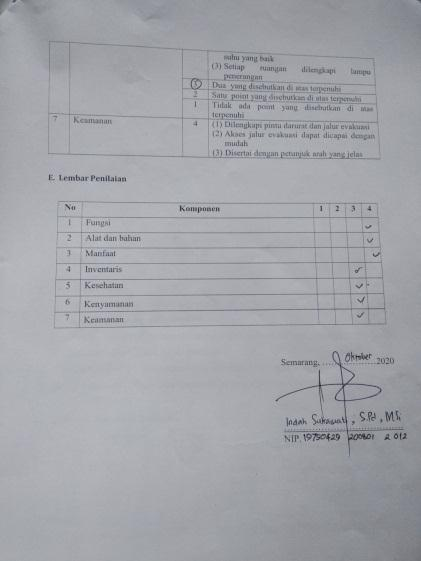 suhu yang baik
(3) Setiap ruangan dilengkapi lampu
penerangan
3 Dua yang disebutkan di atas terpenuhi
2 Satu point yang disebutkan di atas terpenuhi
1 Tidak ada point yang disebutkan di atas
terpenuhi
7 Keamanan 4 (1) Dilengkapi pintu darurat dan jalur evakuasi
(2) Akses jalur evakuasi dapat dicapai dengan
mudah
(3) Disertai dengan petunjuk arah yang jelas
E. Lembar Penilaian
No Komponen 1 2 3 4
1 Fungsi ✓
2 Alat dan bahan ✓
3 Manfaat ✓
4 Inventaris ✓
5 Kesehatan ✓
6 Kenyamanan ✓
7 Keamanan ✓
Semarang, ... Oktober 2020
Indah Sukawati, S.Pd, M.Si
NIP. 19750429 200801 2 012